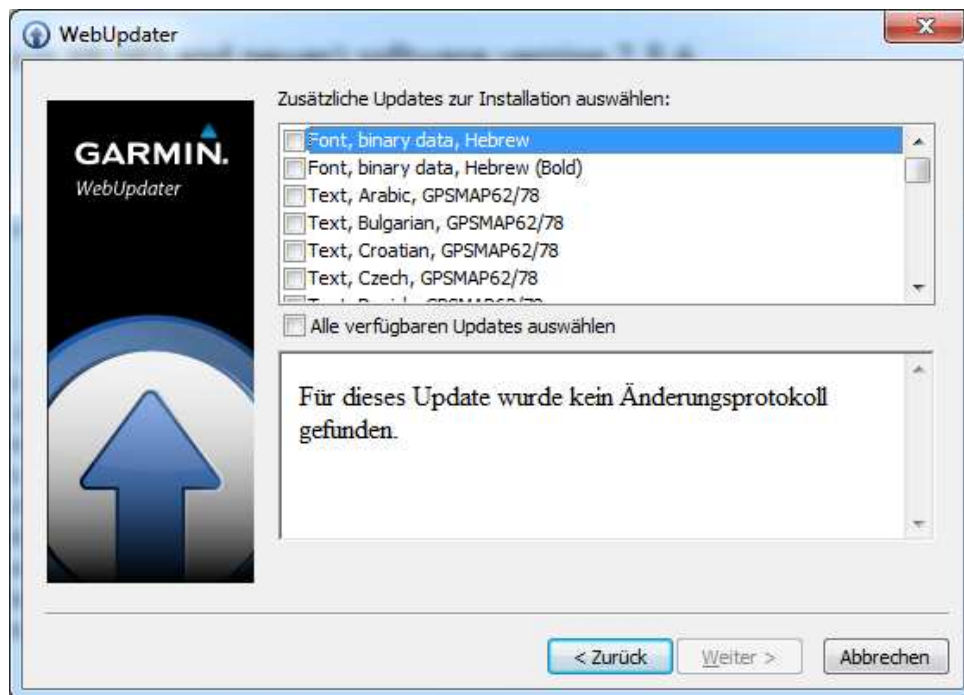 WebUpdater
GARMIN.
WebUpdater
Zusätzliche Updates zur Installation auswählen:
Font, binary data, Hebrew
Font, binary data, Hebrew (Bold)
Text, Arabic, GPSMAP62/78
Text, Bulgarian, GPSMAP62/78
Text, Croatian, GPSMAP62/78
Text, Czech, GPSMAP62/78
Alle verfügbaren Updates auswählen
Für dieses Update wurde kein Änderungsprotokoll
gefunden.
< Zurück
Weiter >
Abbrechen